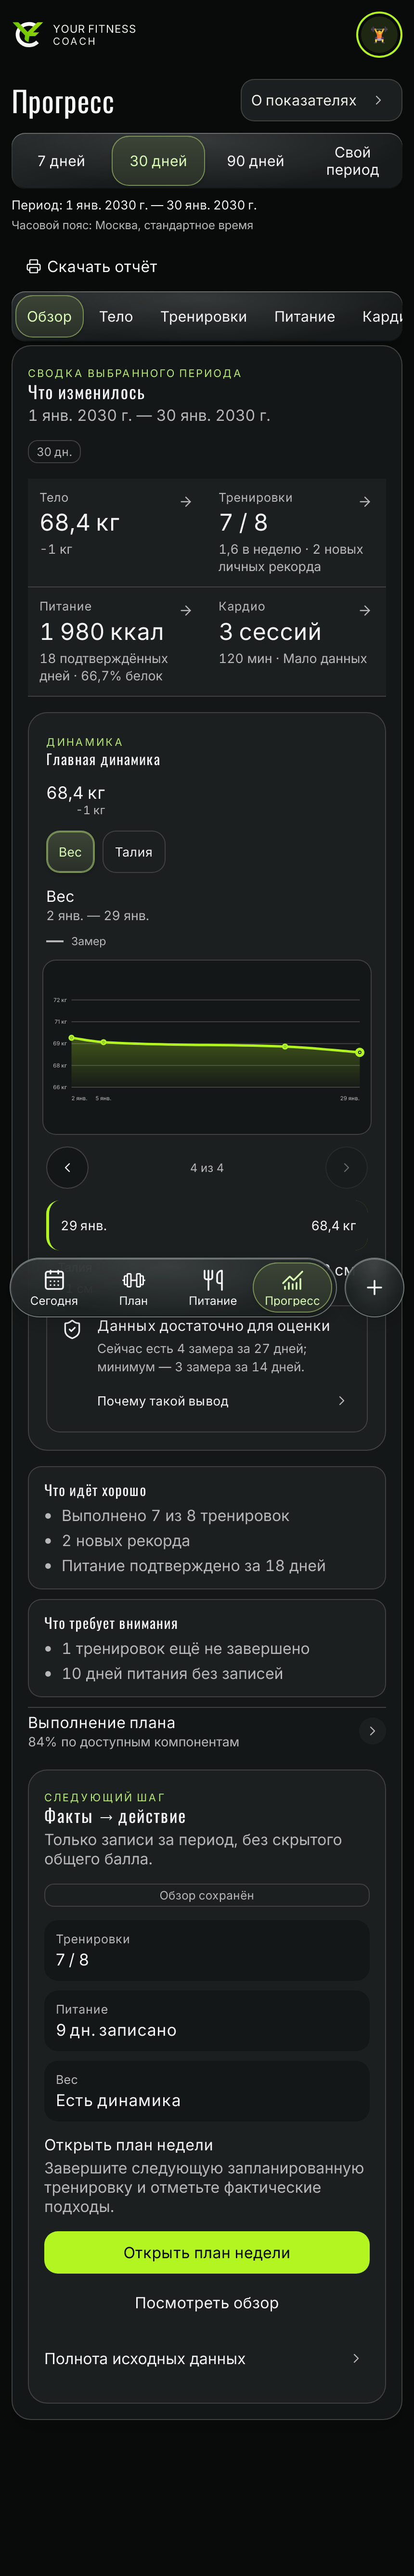 YOUR FITNESS
COACH
Прогресс
О показателях
7 дней
30 дней
90 дней
Свой
период
Период: 1 янв. 2030 г. — 30 янв. 2030 г.
Часовой пояс: Москва, стандартное время
Скачать отчёт
Обзор
Тело
Тренировки
Питание
Карди
СВОДКА ВЫБРАННОГО ПЕРИОДА
Что изменилось
1 янв. 2030 г. — 30 янв. 2030 г.
30 дн.
Тело
68,4 кг
-1 кг
Тренировки
7 / 8
1,6 в неделю · 2 новых
личных рекорда
Питание
1 980 ккал
18 подтверждённых
дней · 66,7% белок
Кардио
3 сессий
120 мин · Мало данных
ДИНАМИКА
Главная динамика
68,4 кг
-1 кг
Вес
Талия
Вес
2 янв. — 29 янв.
Замер
72 кг
71 кг
69 кг
68 кг
66 кг
2 янв.
5 янв.
29 янв.
4 из 4
29 янв.
68,4 кг
см
Сегодня
План
Питание
Прогресс
Данных достаточно для оценки
Сейчас есть 4 замера за 27 дней;
минимум — 3 замера за 14 дней.
Почему такой вывод
Что идёт хорошо
• Выполнено 7 из 8 тренировок
• 2 новых рекорда
• Питание подтверждено за 18 дней
Что требует внимания
• 1 тренировок ещё не завершено
• 10 дней питания без записей
Выполнение плана
84% по доступным компонентам
СЛЕДУЮЩИЙ ШАГ
Факты → действие
Только записи за период, без скрытого
общего балла.
Обзор сохранён
Тренировки
7 / 8
Питание
9 дн. записано
Вес
Есть динамика
Открыть план недели
Завершите следующую запланированную
тренировку и отметьте фактические
подходы.
Открыть план недели
Посмотреть обзор
Полнота исходных данных